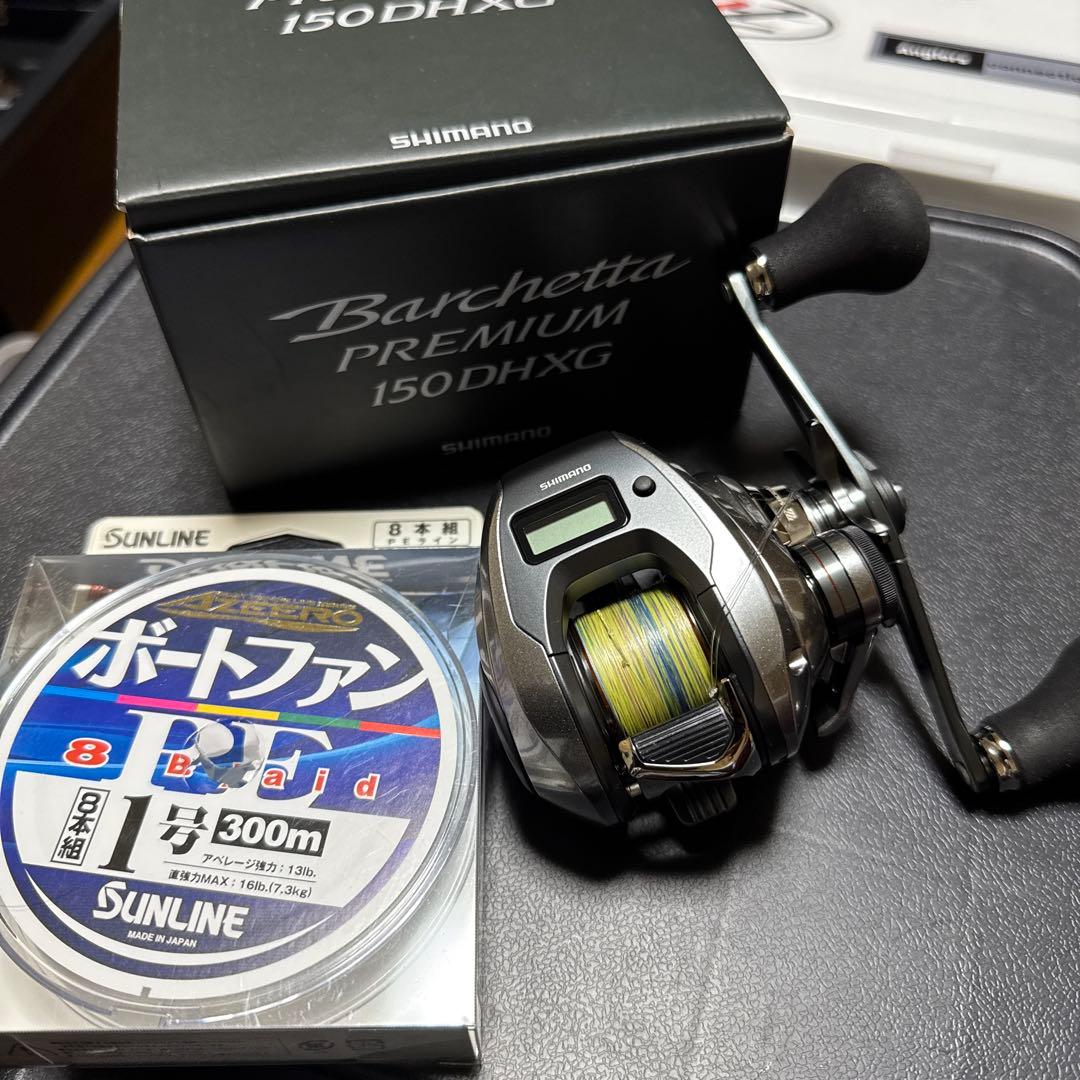 150DHXG
SHIMANO
Barchetta
PREMIUM
150DHXG
SHIMANO
SHIMANO
SUNLINE
8本組
PEライン
AZEERO
ボートファン
PE
8 Braid
8本組
1号
300m
アベレージ強力：13lb.
直強力MAX：16lb.(7.3kg)
SUNLINE
MADE IN JAPAN